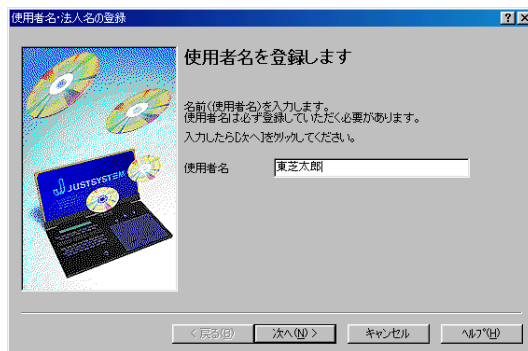 使用者名・法人名の登録
使用者名を登録します
名前(使用者名)を入力します。
使用者名は必ず登録していただく必要があります。
入力したら[次へ]をクリックしてください。
使用者名
東芝太郎
JUSTSYSTEM
< 戻る(B)
次へ(N) >
キャンセル
ヘルプ(H)